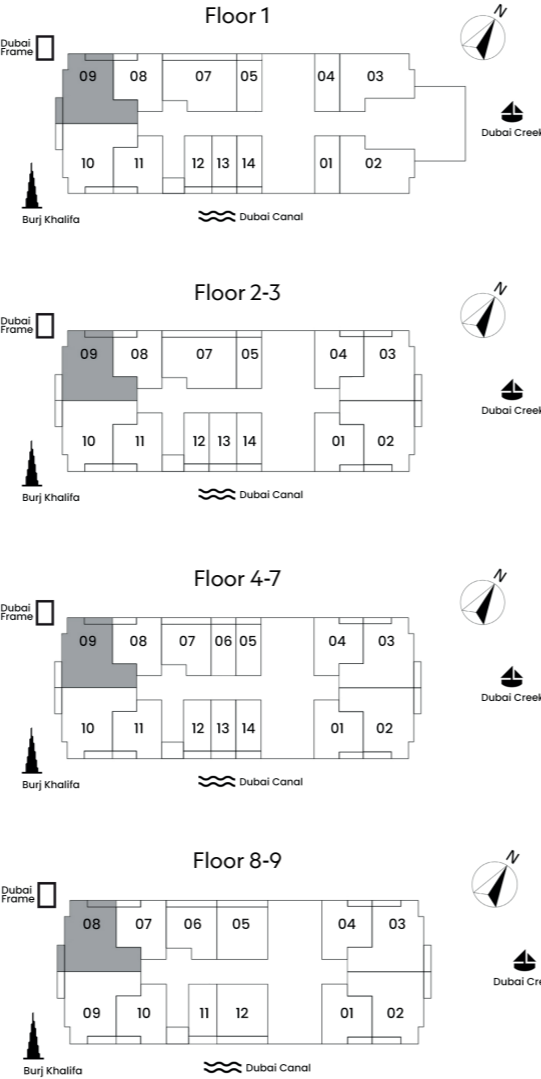 Floor 1
N
Dubai
Frame
09 08 07 05 04 03
Dubai Creek
10 11 12 13 14 01 02
Burj Khalifa
Dubai Canal
Floor 2-3
N
Dubai
Frame
09 08 07 05 04 03
Dubai Creek
10 11 12 13 14 01 02
Burj Khalifa
Dubai Canal
Floor 4-7
N
Dubai
Frame
09 08 07 06 05 04 03
Dubai Creek
10 11 12 13 14 01 02
Burj Khalifa
Dubai Canal
Floor 8-9
N
Dubai
Frame
08 07 06 05 04 03
Dubai Cre
09 10 11 12 01 02
Burj Khalifa
Dubai Canal